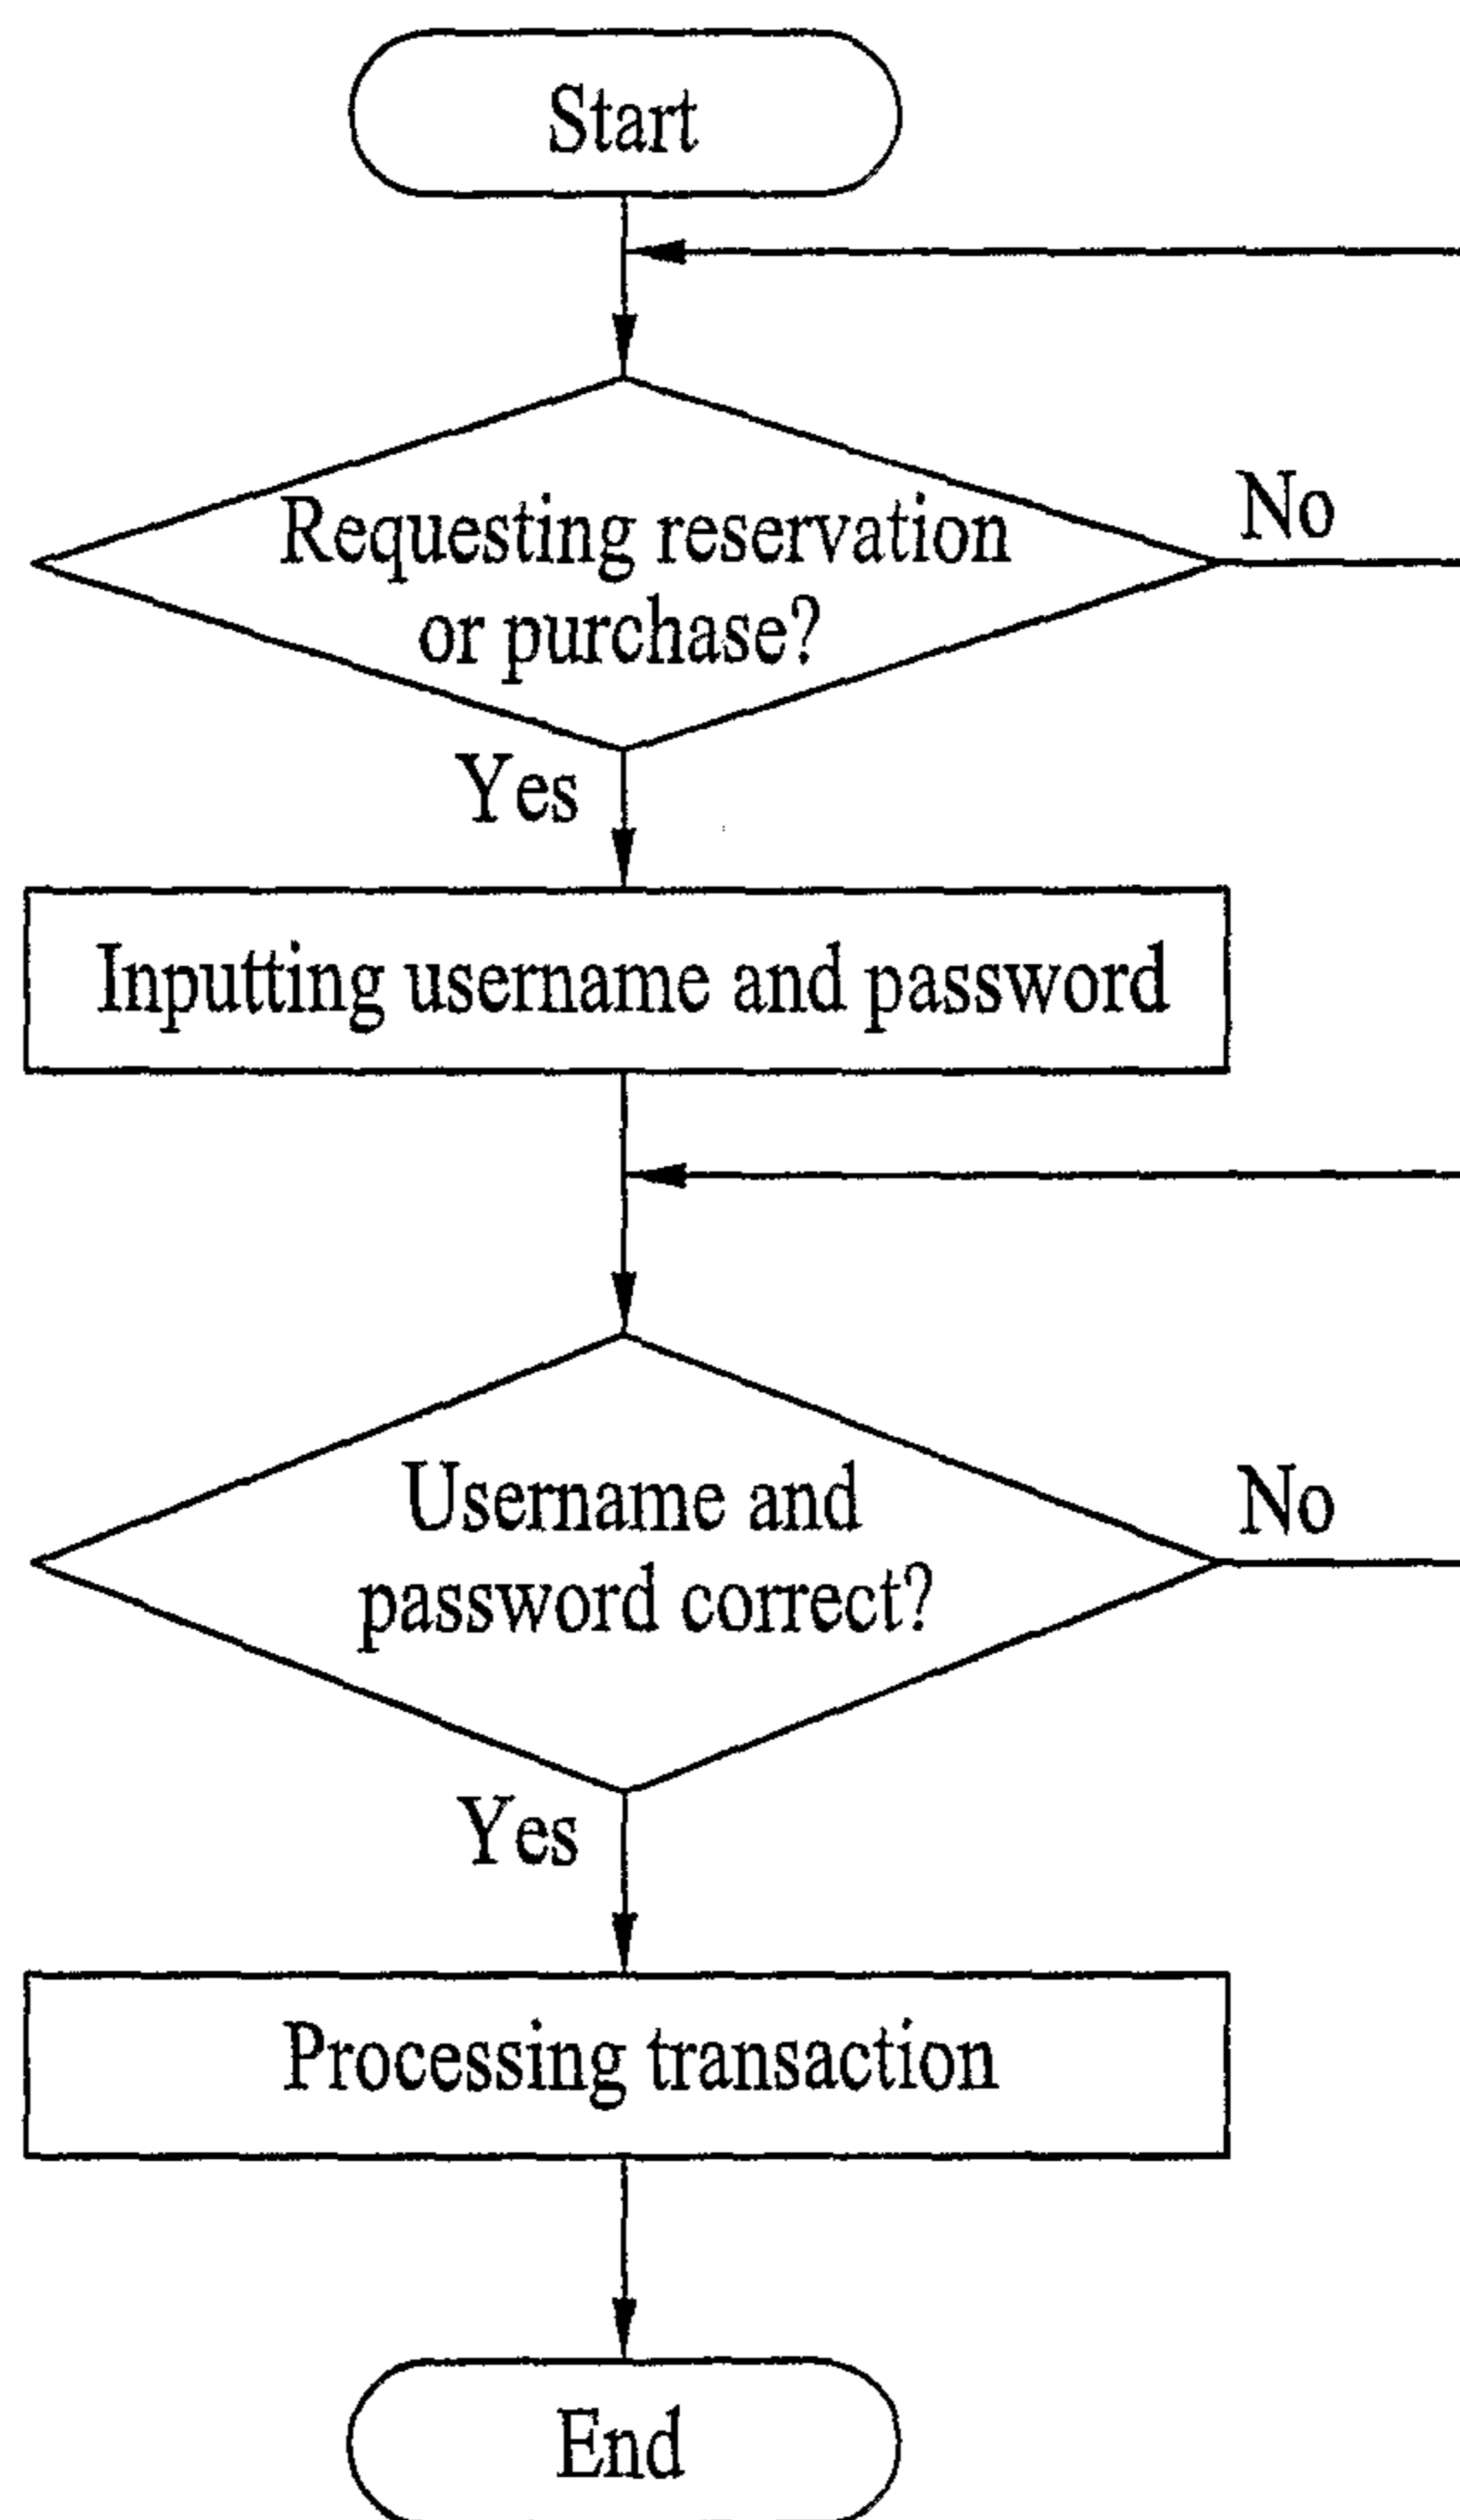 Start
Requesting reservation
or purchase?
No
Yes
Inputting username and password
Username and
password correct?
No
Yes
Processing transaction
End